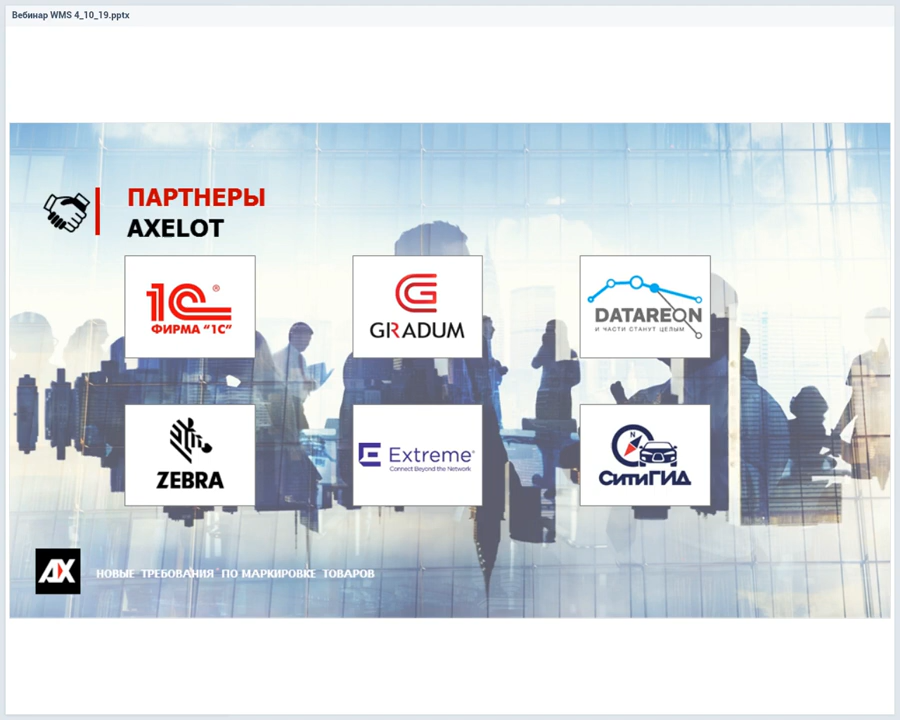 Вебинар WMS 4_10_19.pptx
ПАРТНЕРЫ
AXELOT
1С®
ФИРМА "1С"
GRADUM
DATAREON
И ЧАСТИ СТАНУТ ЦЕЛЫМ
ZEBRA
Extreme®
Connect Beyond the Network
N
СитиГИД
AX
НОВЫЕ ТРЕБОВАНИЯ ПО МАРКИРОВКЕ ТОВАРОВ